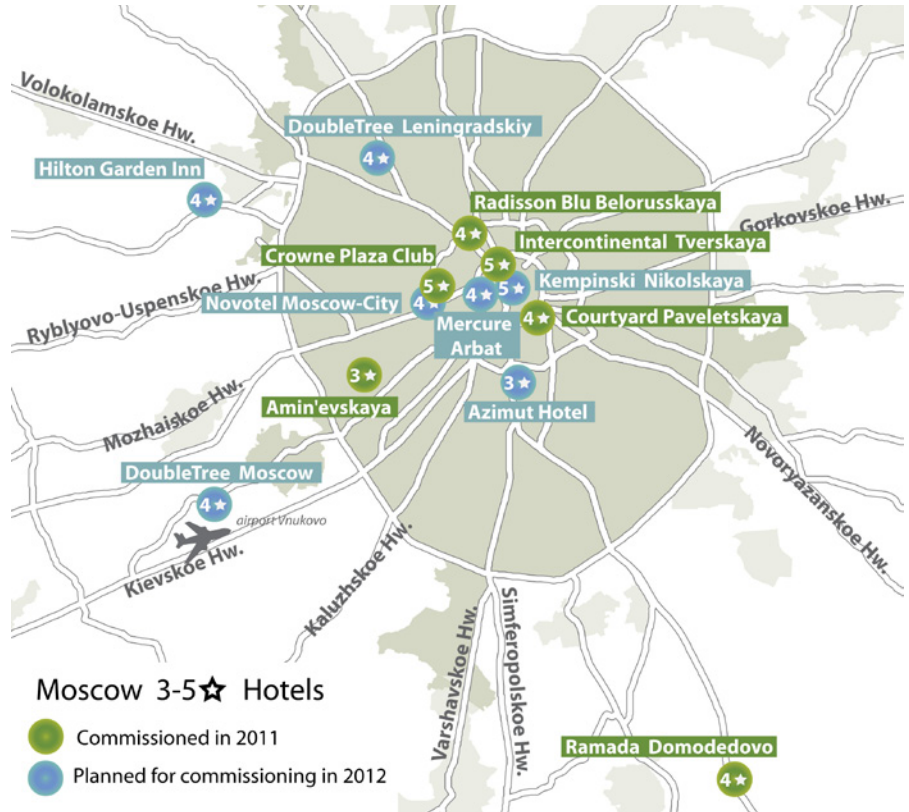 Volokolamskoe Hw.
DoubleTree Leningradskiy
4
Hilton Garden Inn
4
Radisson Blu Belorusskaya
4
Gorkovskoe Hw.
Intercontinental Tverskaya
5
Crowne Plaza Club
5
Kempinski Nikolskaya
5
Novotel Moscow-City
4
4
Mercure
Arbat
Courtyard Paveletskaya
4
Ryblyovo-Uspenskoe Hw.
3
Amin'evskaya
3
Azimut Hotel
Mozhaiskoe Hw.
Novoryazanskoe Hw.
DoubleTree Moscow
4
airport Vnukovo
Kievskoe Hw.
Kaluzhskoe Hw.
Varshavskoe Hw.
Simferopolskoe Hw.
Moscow 3-5☆ Hotels
Commissioned in 2011
Planned for commissioning in 2012
Ramada Domodedovo
4